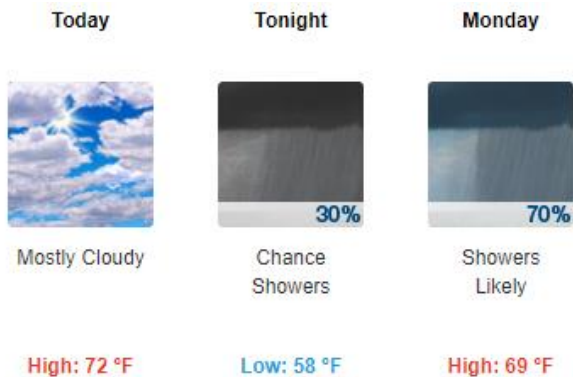 Today
Tonight
Monday
30%
70%
Mostly Cloudy
Chance
Showers
Showers
Likely
High: 72 °F
Low: 58 °F
High: 69 °F